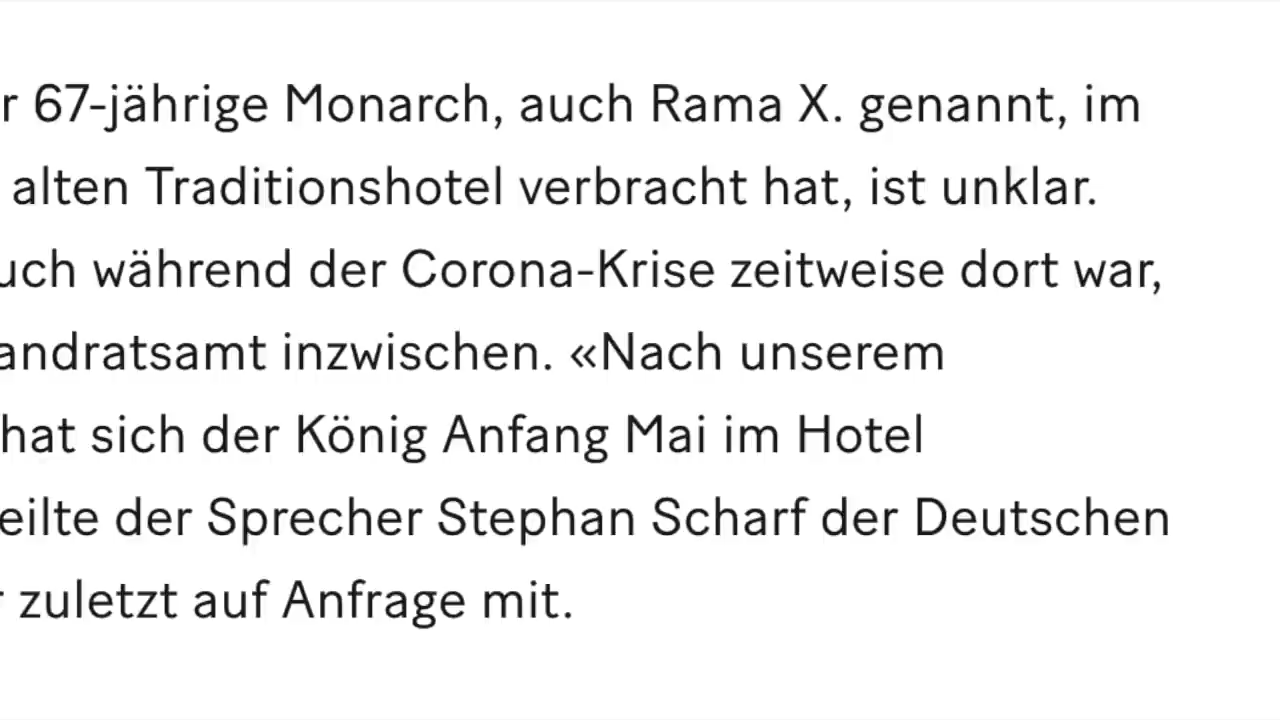 r 67-jährige Monarch, auch Rama X. genannt, im
alten Traditionshotel verbracht hat, ist unklar.
uch während der Corona-Krise zeitweise dort war,
andratsamt inzwischen. «Nach unserem
hat sich der König Anfang Mai im Hotel
eilte der Sprecher Stephan Scharf der Deutschen
zuletzt auf Anfrage mit.